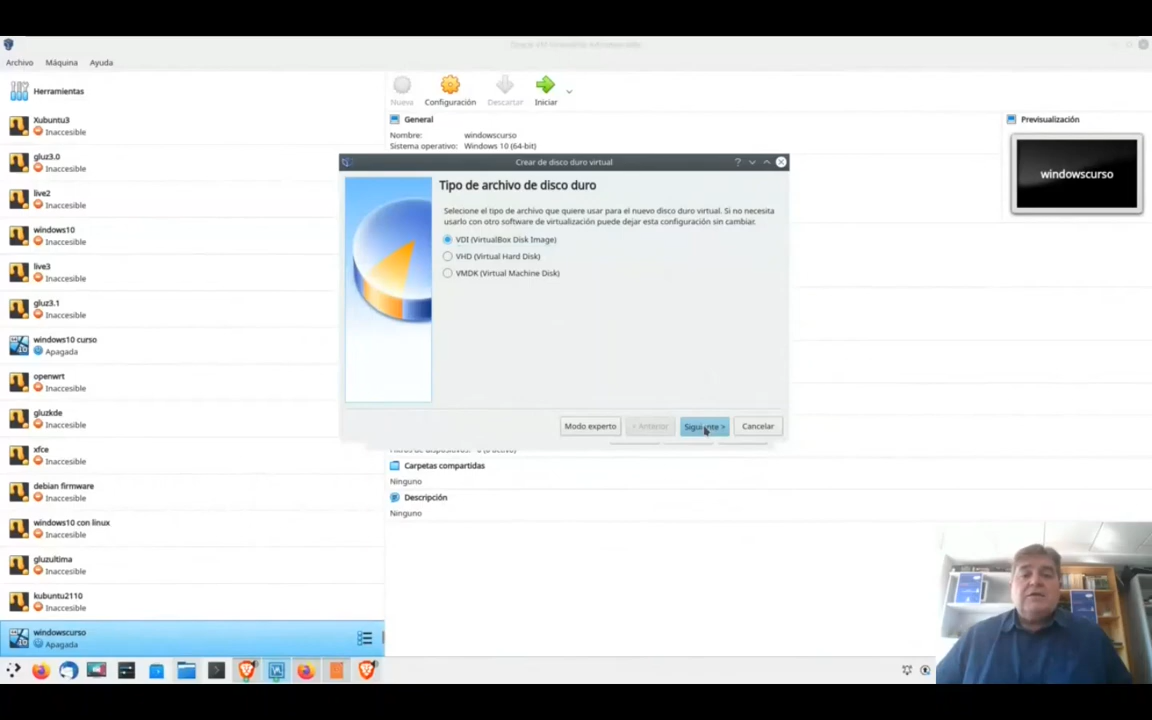 Archivo Máquina Ayuda
Herramientas
Xubuntu3
Inaccesible
gluz3.0
Inaccesible
live2
Inaccesible
windows10
Inaccesible
live3
Inaccesible
gluz3.1
Inaccesible
windows10 curso
Apagada
openwrt
Inaccesible
gluzkde
Inaccesible
xfce
Inaccesible
debian firmware
Inaccesible
windows10 con linux
Inaccesible
gluzultima
Inaccesible
kubuntu2110
Inaccesible
windowscurso
Apagada
Nueva Configuración Descartar Iniciar
General
Nombre: windowscurso
Sistema operativo: Windows 10 (64-bit)
Previsualización
windowscurso
Crear de disco duro virtual
Tipo de archivo de disco duro
Seleccione el tipo de archivo que quiere usar para el nuevo disco duro virtual. Si no necesita
usarlo con otro software de virtualización puede dejar esta configuración sin cambiar.
VDI (VirtualBox Disk Image)
VHD (Virtual Hard Disk)
VMDK (Virtual Machine Disk)
Modo experto < Anterior Siguiente > Cancelar
Carpetas compartidas
Ninguno
Descripción
Ninguno